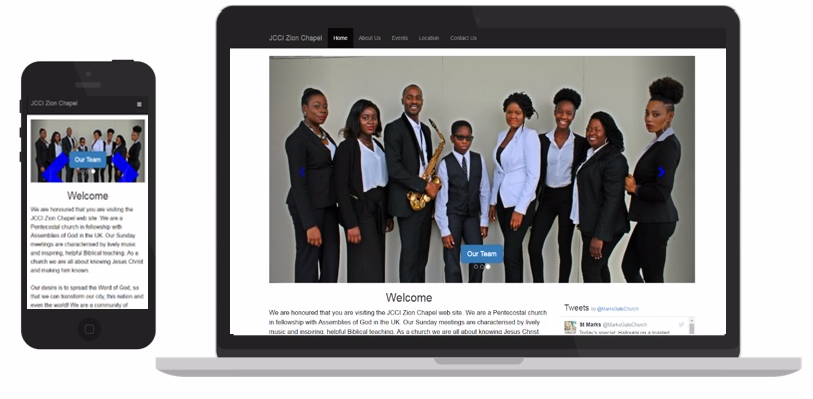 JCCI Zion Chapel
Our Team
Welcome
We are honoured that you are visiting the
JCCI Zion Chapel web site. We are a
Pentecostal church in fellowship with
Assemblies of God in the UK. Our Sunday
meetings are characterised by lively music
and inspiring, helpful Biblical teaching. As a
church we are all about knowing Jesus Christ
and making him known.
Our desire is to spread the Word of God, so
that we can transform our city, this nation and
even the world! We are a community of
JCCI Zion Chapel Home About Us Events Location Contact Us
Our Team
Welcome
We are honoured that you are visiting the JCCI Zion Chapel web site. We are a Pentecostal church
in fellowship with Assemblies of God in the UK. Our Sunday meetings are characterised by lively
music and inspiring, helpful Biblical teaching. As a church we are all about knowing Jesus Christ
Tweets by @MarksGateChurch
St Marks @MarksGateChurch
Today's special: Halloumi on a toasted